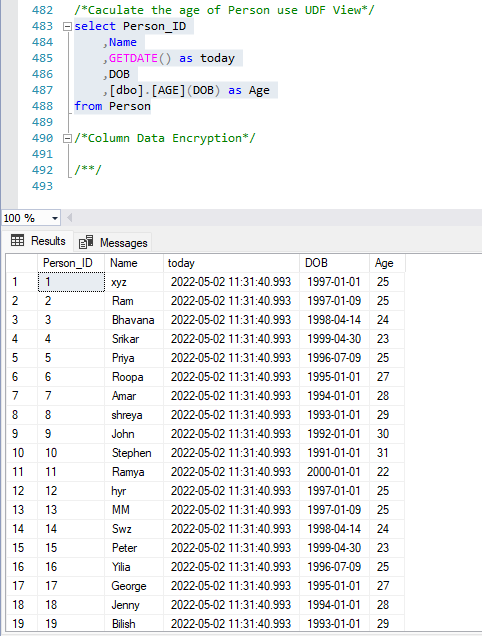 482 /*Caculate the age of Person use UDF View*/
483 select Person_ID
484 ,Name
485 ,GETDATE() as today
486 ,DOB
487 ,[dbo].[AGE](DOB) as Age
488 from Person
489
490 /*Column Data Encryption*/
491
492 /**/
493
100 %
Results Messages
Person_ID Name today DOB Age
1 1 xyz 2022-05-02 11:31:40.993 1997-01-01 25
2 2 Ram 2022-05-02 11:31:40.993 1997-01-09 25
3 3 Bhavana 2022-05-02 11:31:40.993 1998-04-14 24
4 4 Srikar 2022-05-02 11:31:40.993 1999-04-30 23
5 5 Priya 2022-05-02 11:31:40.993 1996-07-09 25
6 6 Roopa 2022-05-02 11:31:40.993 1995-01-01 27
7 7 Amar 2022-05-02 11:31:40.993 1994-01-01 28
8 8 shreya 2022-05-02 11:31:40.993 1993-01-01 29
9 9 John 2022-05-02 11:31:40.993 1992-01-01 30
10 10 Stephen 2022-05-02 11:31:40.993 1991-01-01 31
11 11 Ramya 2022-05-02 11:31:40.993 2000-01-01 22
12 12 hyr 2022-05-02 11:31:40.993 1997-01-01 25
13 13 MM 2022-05-02 11:31:40.993 1997-01-09 25
14 14 Swz 2022-05-02 11:31:40.993 1998-04-14 24
15 15 Peter 2022-05-02 11:31:40.993 1999-04-30 23
16 16 Yilia 2022-05-02 11:31:40.993 1996-07-09 25
17 17 George 2022-05-02 11:31:40.993 1995-01-01 27
18 18 Jenny 2022-05-02 11:31:40.993 1994-01-01 28
19 19 Bilish 2022-05-02 11:31:40.993 1993-01-01 29